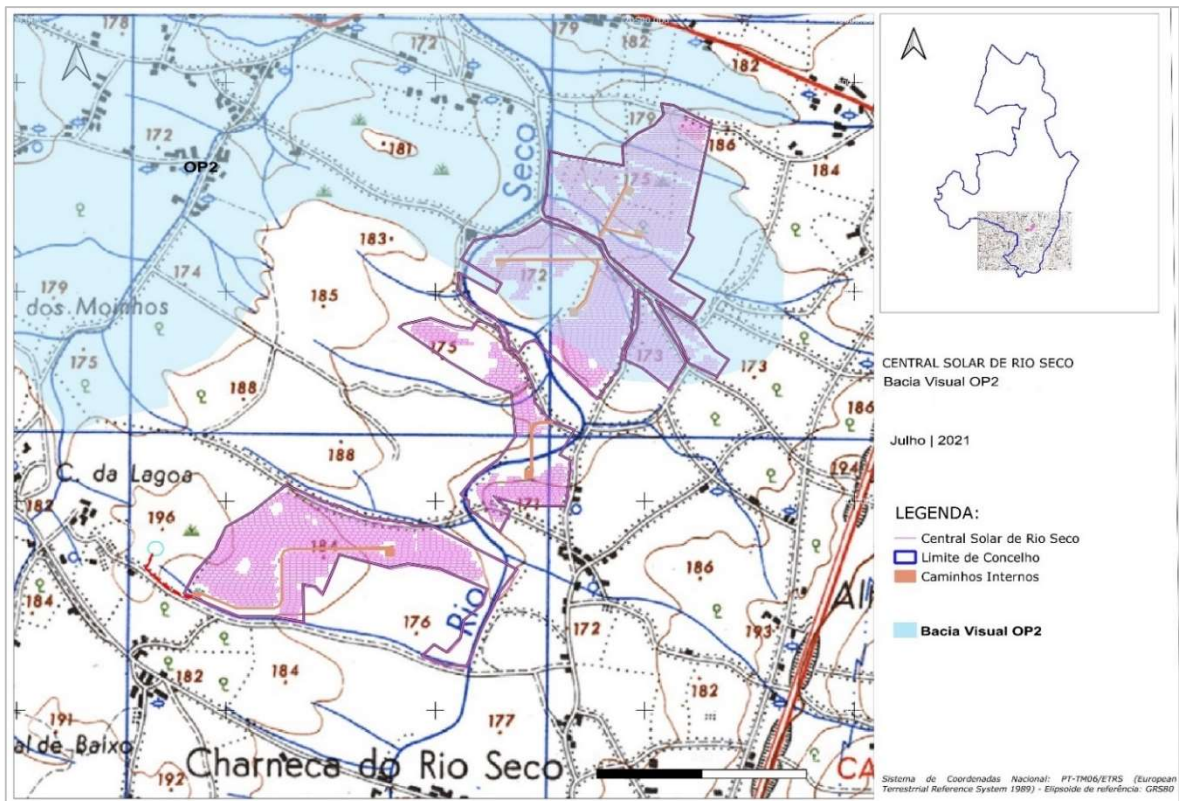 172
179
182
182
179
186
184
172
181
OP2
Seco
175
183
172
179
174
185
dos Moinhos
175
175
173
173
188
186
188
194
C. da Lagoa
182
196
171
184
186
184
Rio
176
172
193
182
184
182
191
177
al de Baixo
Charneca do Rio Seco
192
CA
CENTRAL SOLAR DE RIO SECO
Bacia Visual OP2
Julho | 2021
LEGENDA:
Central Solar de Rio Seco
Limite de Concelho
Caminhos Internos
Bacia Visual OP2
Sistema de Coordenadas Nacional: PT-TM06/ETRS (European
Terrestrrial Reference System 1989) - Elipsoide de referência: GRS80